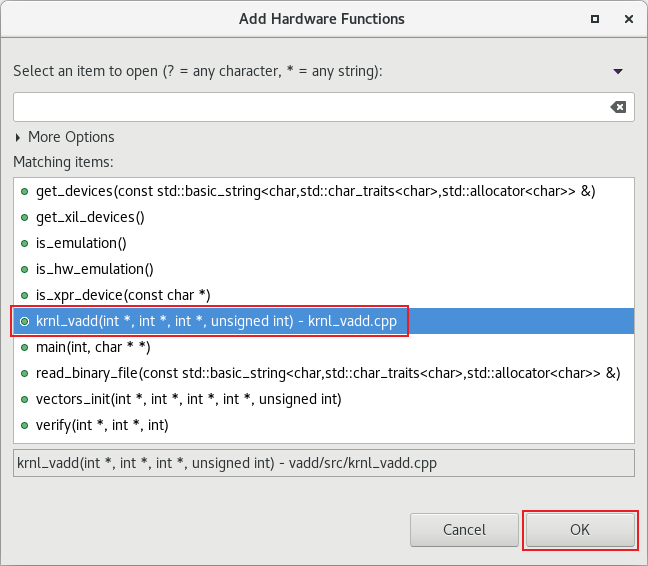 Add Hardware Functions
Select an item to open (? = any character, * = any string):
More Options
Matching items:
get_devices(const std::basic_string<char,std::char_traits<char>,std::allocator<char>> &)
get_xil_devices()
is_emulation()
is_hw_emulation()
is_xpr_device(const char *)
krnl_vadd(int *, int *, int *, unsigned int) - krnl_vadd.cpp
main(int, char * *)
read_binary_file(const std::basic_string<char,std::char_traits<char>,std::allocator<char>> &)
vectors_init(int *, int *, int *, int *, unsigned int)
verify(int *, int *, int)
krnl_vadd(int *, int *, int *, unsigned int) - vadd/src/krnl_vadd.cpp
Cancel OK